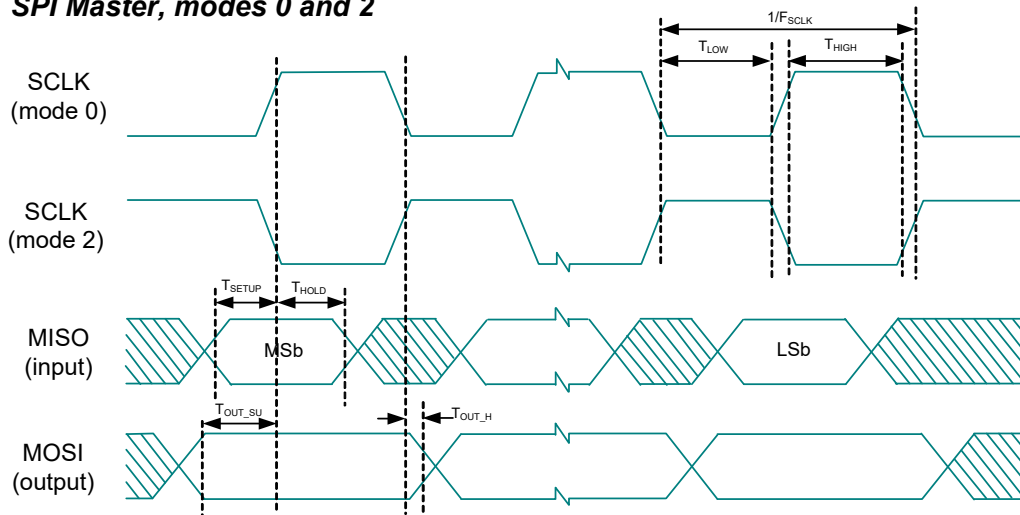 SPI Master, modes 0 and 2
1/FSCLK
TLOW
THIGH
SCLK
(mode 0)
SCLK
(mode 2)
TSETUP
THOLD
MISO
(input)
MSb
LSb
TOUT_SU
TOUT_H
MOSI
(output)